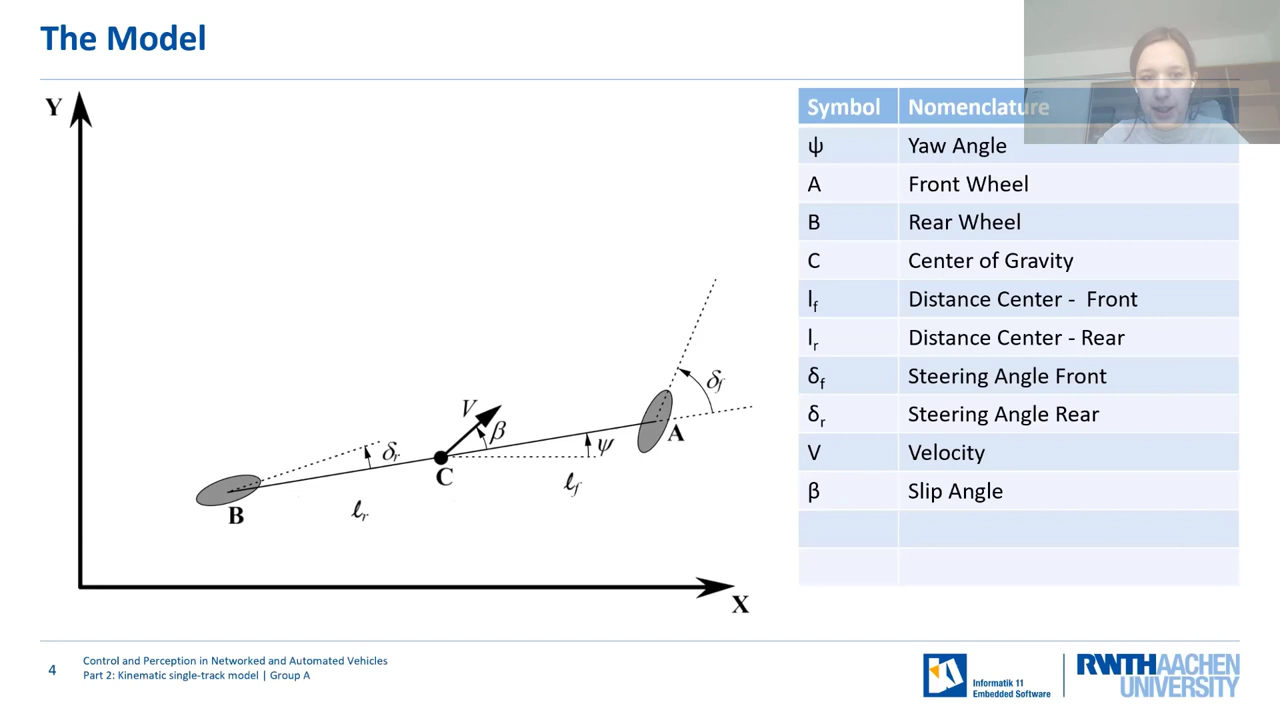 The Model
Y
V
β
δf
A
ψ
δr
C
lf
B
lr
X
Symbol Nomenclature
ψ Yaw Angle
A Front Wheel
B Rear Wheel
C Center of Gravity
lf Distance Center -  Front
lr Distance Center - Rear
δf Steering Angle Front
δr Steering Angle Rear
V Velocity
β Slip Angle
4
Control and Perception in Networked and Automated Vehicles
Part 2: Kinematic single-track model | Group A
Informatik 11
Embedded Software
RWTHAACHEN
UNIVERSITY